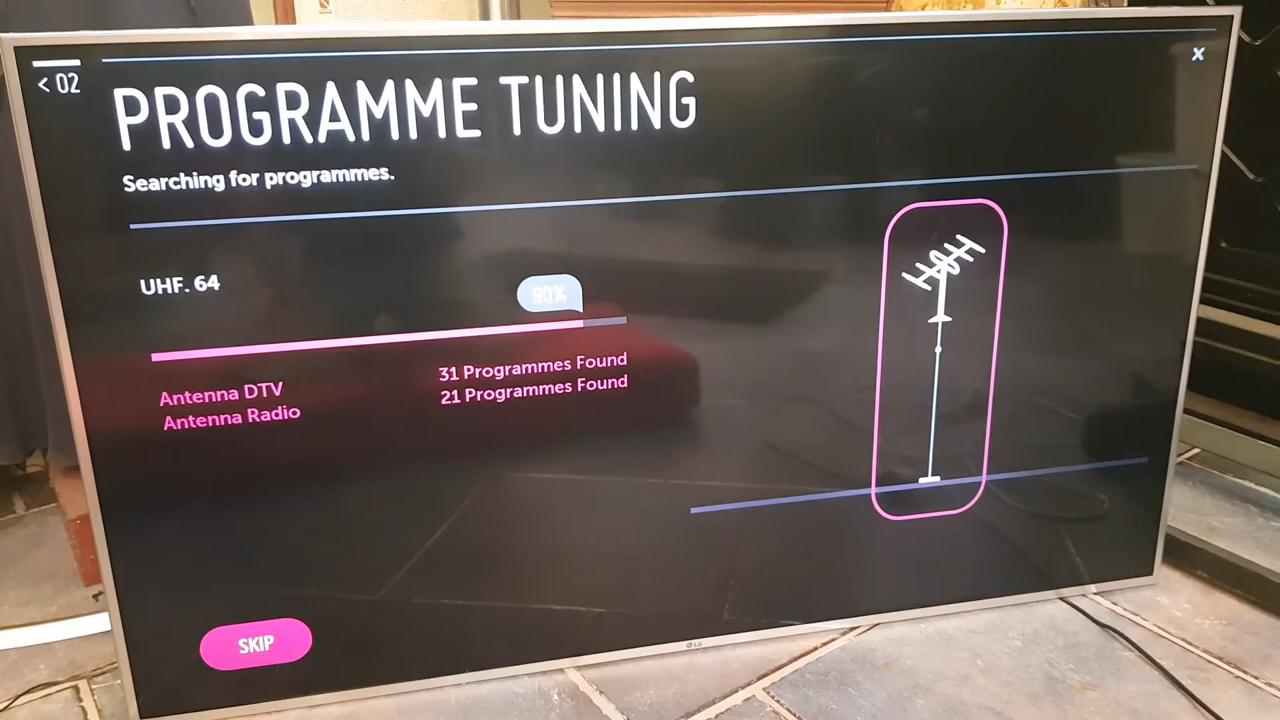 < 02
PROGRAMME TUNING
Searching for programmes.
UHF. 64
90%
Antenna DTV 31 Programmes Found
Antenna Radio 21 Programmes Found
SKIP
LG